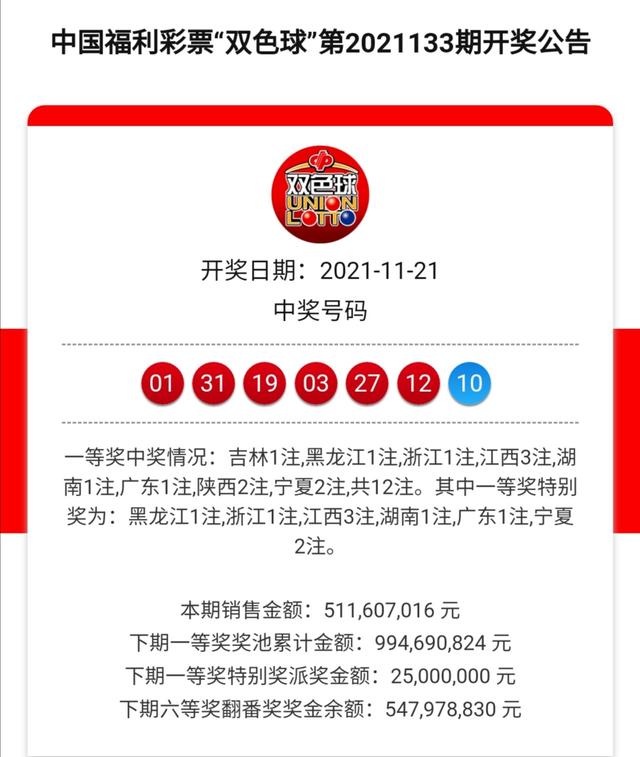 中国福利彩票“双色球”第2021133期开奖公告
中
双色球
UNION
LOTTO
开奖日期：2021-11-21
中奖号码
01 31 19 03 27 12 10
一等奖中奖情况：吉林1注,黑龙江1注,浙江1注,江西3注,湖
南1注,广东1注,陕西2注,宁夏2注,共12注。其中一等奖特别
奖为：黑龙江1注,浙江1注,江西3注,湖南1注,广东1注,宁夏
2注。
本期销售金额：511,607,016 元
下期一等奖奖池累计金额：994,690,824 元
下期一等奖特别奖派奖金额：25,000,000 元
下期六等奖翻番奖奖金余额：547,978,830 元